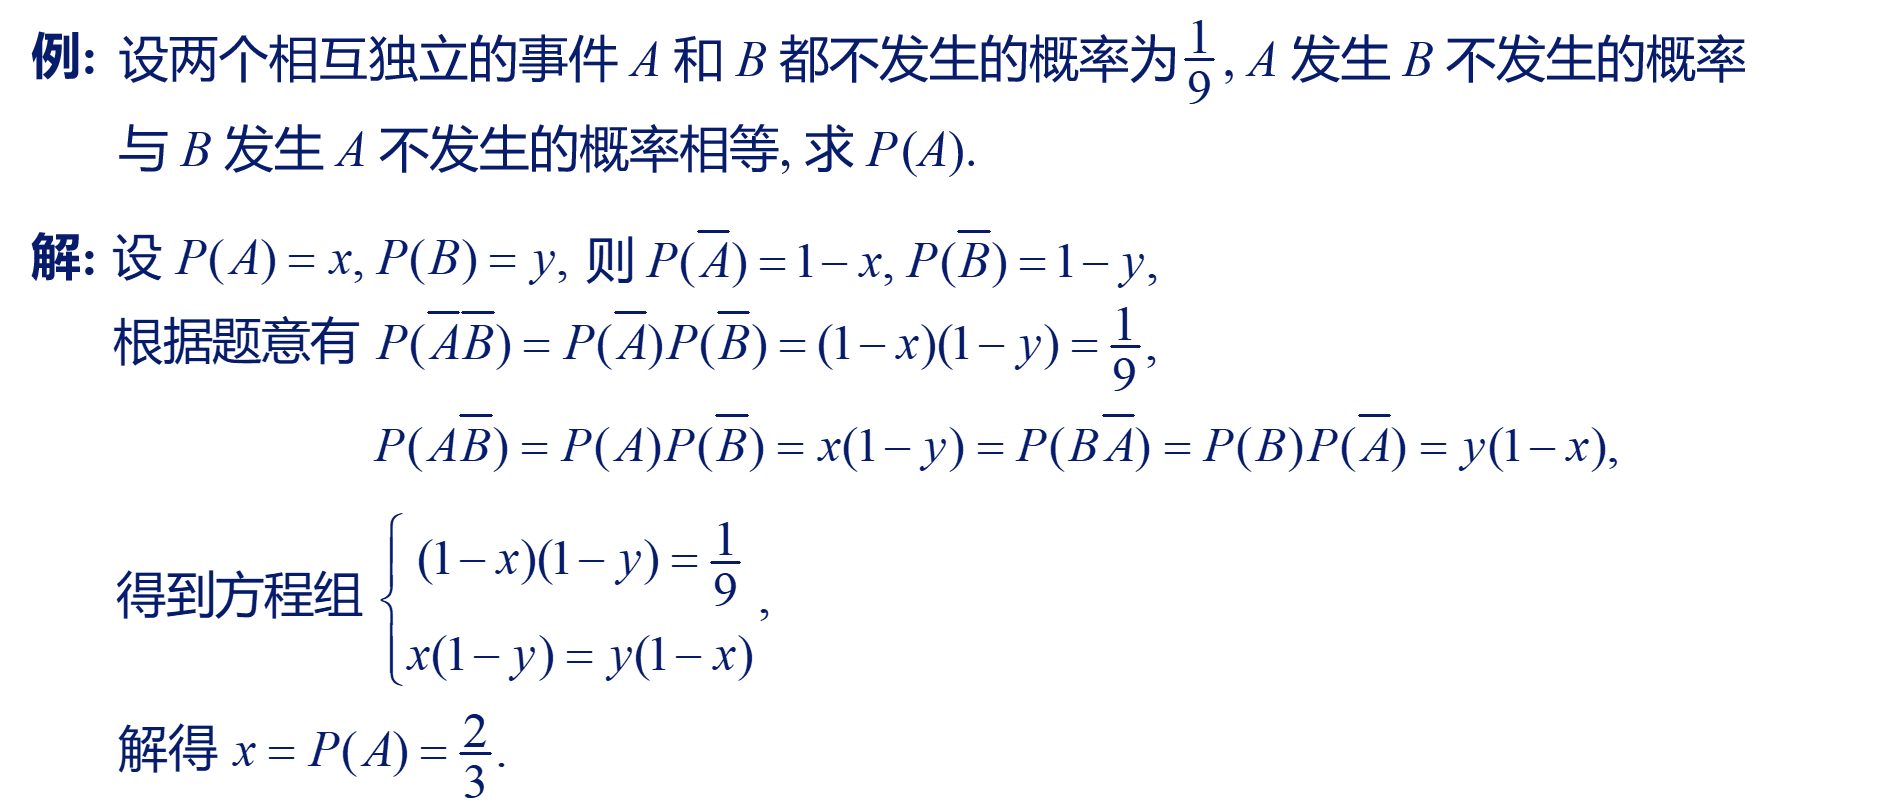 例: 设两个相互独立的事件 A 和 B 都不发生的概率为 $\frac{1}{9}$, A 发生 B 不发生的概率
与 B 发生 A 不发生的概率相等, 求 P(A).
解: 设 $P(A) = x, P(B) = y,$ 则 $P(\overline{A}) = 1 - x, P(\overline{B}) = 1 - y,$
根据题意有 $P(\overline{A}\,\overline{B}) = P(\overline{A})P(\overline{B}) = (1 - x)(1 - y) = \frac{1}{9},$
$P(A\overline{B}) = P(A)P(\overline{B}) = x(1 - y) = P(B\overline{A}) = P(B)P(\overline{A}) = y(1 - x),$
得到方程组 $\begin{cases} (1 - x)(1 - y) = \frac{1}{9} \\ x(1 - y) = y(1 - x) \end{cases},$
解得 $x = P(A) = \frac{2}{3}.$